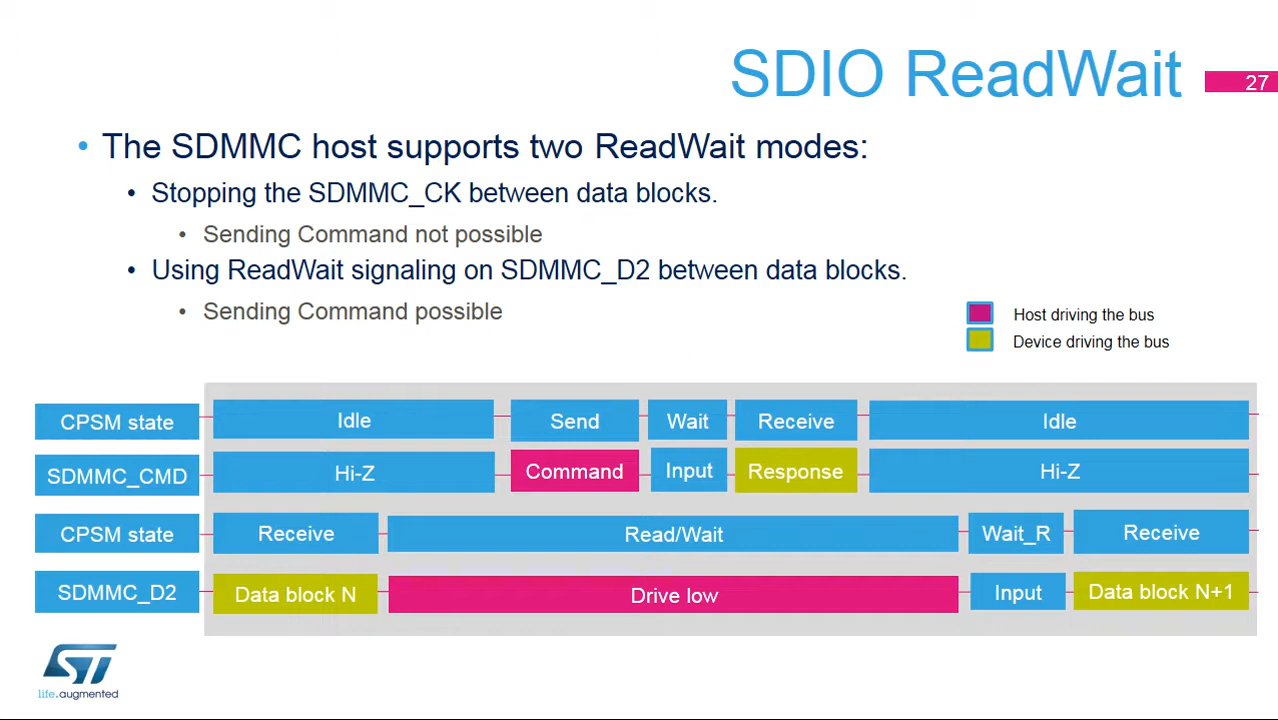 SDIO ReadWait
27
• The SDMMC host supports two ReadWait modes:
• Stopping the SDMMC_CK between data blocks.
• Sending Command not possible
• Using ReadWait signaling on SDMMC_D2 between data blocks.
• Sending Command possible
Host driving the bus
Device driving the bus
CPSM state Idle Send Wait Receive Idle
SDMMC_CMD Hi-Z Command Input Response Hi-Z
CPSM state Receive Read/Wait Wait_R Receive
SDMMC_D2 Data block N Drive low Input Data block N+1
ST
life.augmented